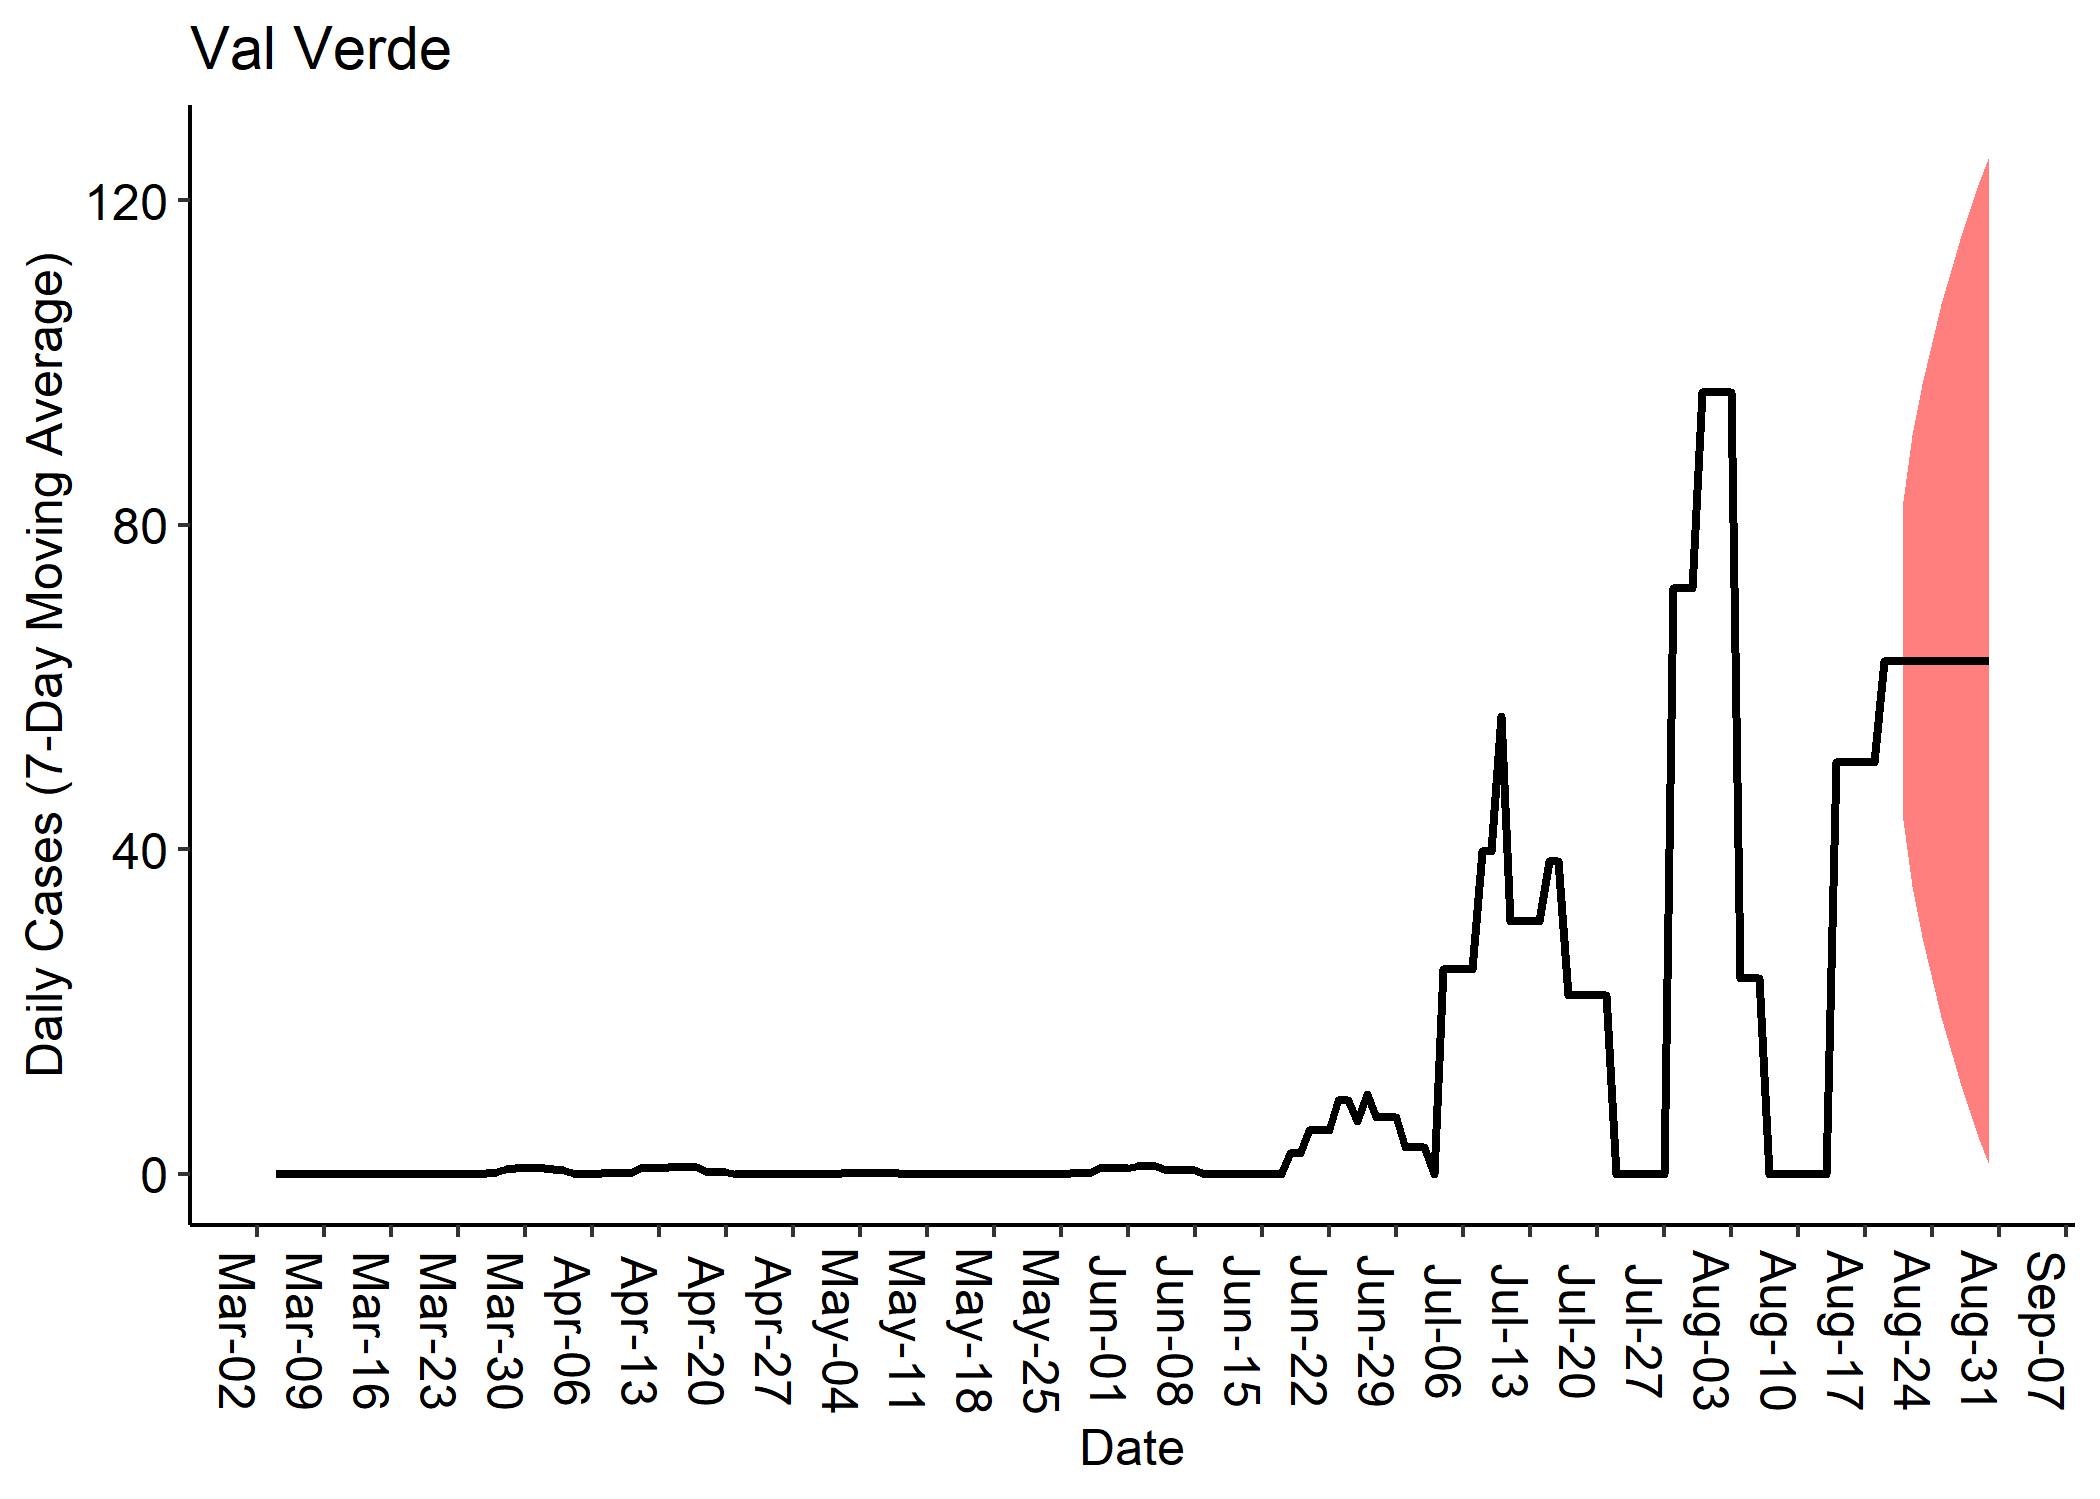 Val Verde
Daily Cases (7-Day Moving Average)
120
80
40
0
Mar-02
Mar-09
Mar-16
Mar-23
Mar-30
Apr-06
Apr-13
Apr-20
Apr-27
May-04
May-11
May-18
May-25
Jun-01
Jun-08
Jun-15
Jun-22
Jun-29
Jul-06
Jul-13
Jul-20
Jul-27
Aug-03
Aug-10
Aug-17
Aug-24
Aug-31
Sep-07
Date